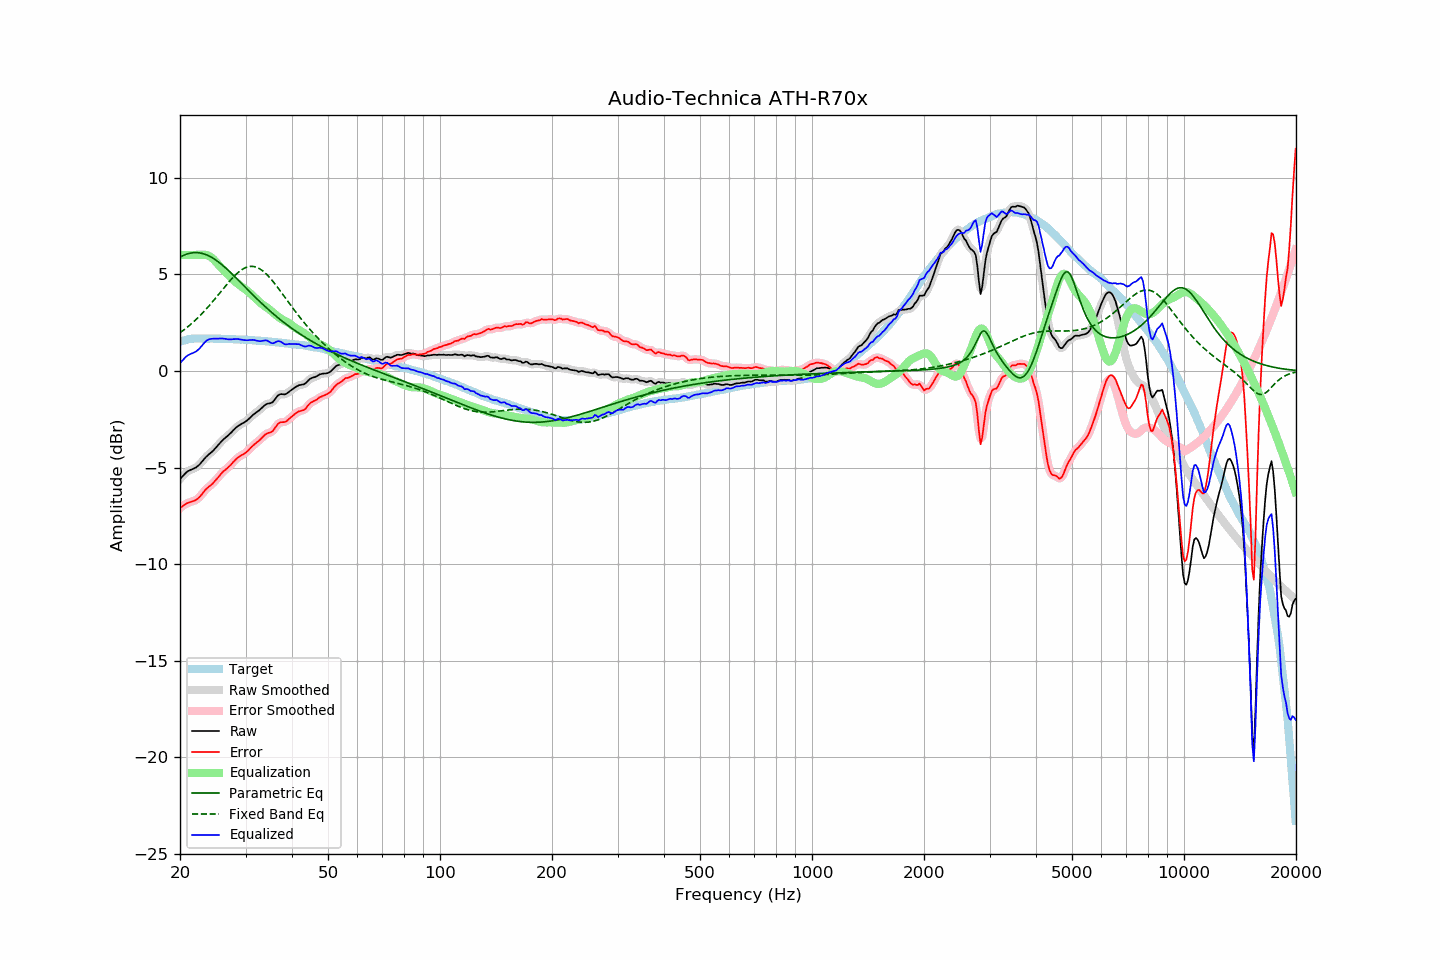 Audio-Technica ATH-R70x
10
5
0
−5
−10
−15
−20
−25
Amplitude (dBr)
Target
Raw Smoothed
Error Smoothed
Raw
Error
Equalization
Parametric Eq
Fixed Band Eq
Equalized
20 50 100 200 500 1000 2000 5000 10000 20000
Frequency (Hz)